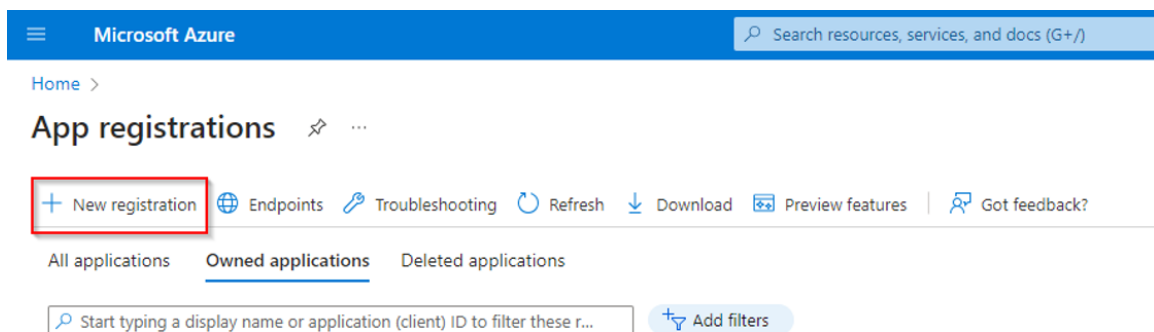 Microsoft Azure
Search resources, services, and docs (G+/)
Home >
App registrations ...
+ New registration Endpoints Troubleshooting Refresh Download Preview features Got feedback?
All applications Owned applications Deleted applications
Start typing a display name or application (client) ID to filter these r... Add filters